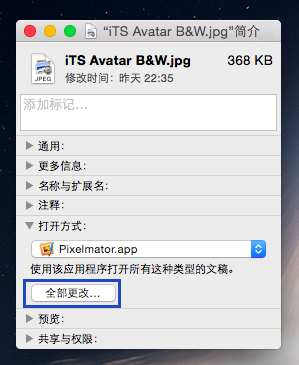 “iTS Avatar B&W.jpg”简介
iTS Avatar B&W.jpg 368 KB
修改时间：昨天 22:35
JPEG
添加标记…
通用:
更多信息:
名称与扩展名:
注释:
打开方式:
Pixelmator.app
使用该应用程序打开所有这种类型的文稿。
全部更改…
预览:
共享与权限: